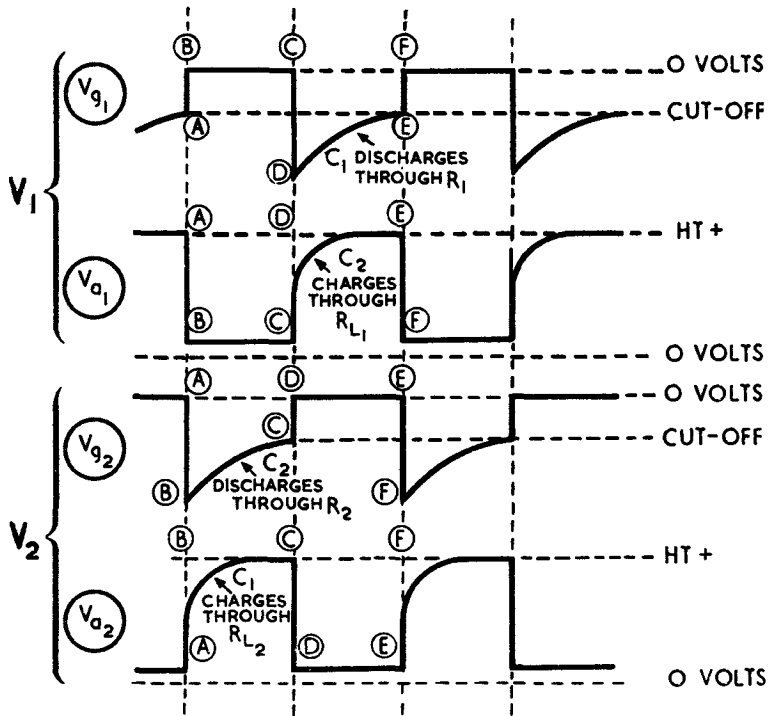 B C F
V1
Vg1
O VOLTS
CUT-OFF
A E
D
C1 DISCHARGES
THROUGH R1
A D E
HT +
Va1
C2
CHARGES
THROUGH
RL1
B C F
O VOLTS
A D E
O VOLTS
V2
Vg2
C
CUT-OFF
B F
C2
DISCHARGES
THROUGH R2
B C F
HT +
Va2
C1
CHARGES
THROUGH
RL2
A D E
O VOLTS